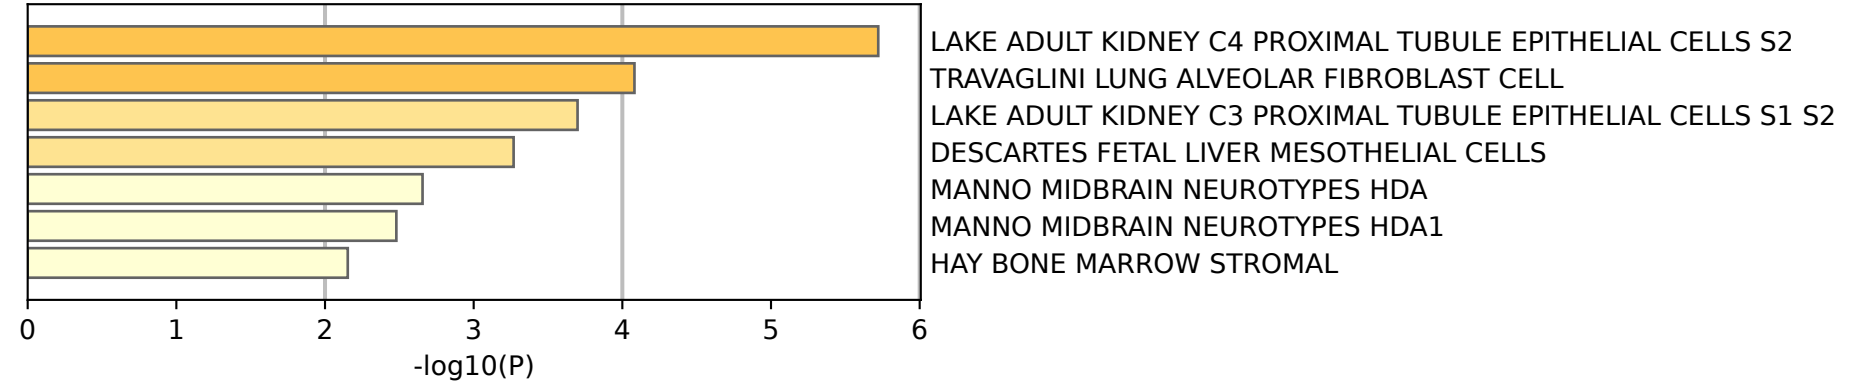 LAKE ADULT KIDNEY C4 PROXIMAL TUBULE EPITHELIAL CELLS S2
TRAVAGLINI LUNG ALVEOLAR FIBROBLAST CELL
LAKE ADULT KIDNEY C3 PROXIMAL TUBULE EPITHELIAL CELLS S1 S2
DESCARTES FETAL LIVER MESOTHELIAL CELLS
MANNO MIDBRAIN NEUROTYPES HDA
MANNO MIDBRAIN NEUROTYPES HDA1
HAY BONE MARROW STROMAL
0 1 2 3 4 5 6
-log10(P)